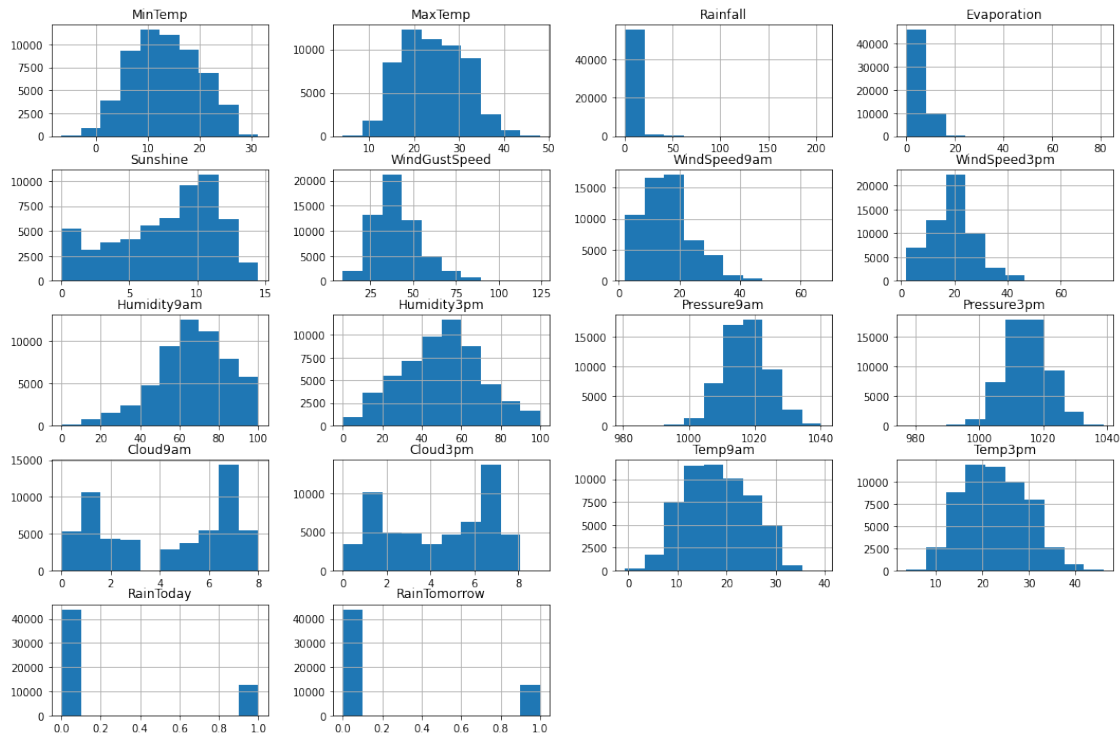 MinTemp
10000
7500
5000
2500
0
0 10 20 30
MaxTemp
10000
7500
5000
2500
0
10 20 30 40 50
Rainfall
40000
20000
0
0 50 100 150 200
Evaporation
40000
30000
20000
10000
0
0 20 40 60 80
Sunshine
10000
7500
5000
2500
0
0 5 10 15
WindGustSpeed
20000
15000
10000
5000
0
25 50 75 100 125
WindSpeed9am
15000
10000
5000
0
0 20 40 60
WindSpeed3pm
20000
15000
10000
5000
0
0 20 40 60
Humidity9am
10000
5000
0
0 20 40 60 80 100
Humidity3pm
10000
7500
5000
2500
0
0 20 40 60 80 100
Pressure9am
15000
10000
5000
0
980 1000 1020 1040
Pressure3pm
15000
10000
5000
0
980 1000 1020 1040
Cloud9am
15000
10000
5000
0
0 2 4 6 8
Cloud3pm
10000
5000
0
0 2 4 6 8
Temp9am
10000
7500
5000
2500
0
0 10 20 30 40
Temp3pm
10000
7500
5000
2500
0
10 20 30 40
RainToday
40000
30000
20000
10000
0
0.0 0.2 0.4 0.6 0.8 1.0
RainTomorrow
40000
30000
20000
10000
0
0.0 0.2 0.4 0.6 0.8 1.0